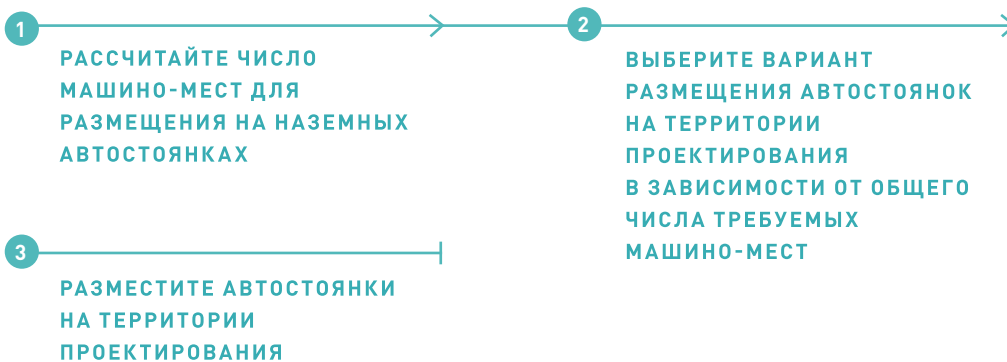 1
РАССЧИТАЙТЕ ЧИСЛО
МАШИНО-МЕСТ ДЛЯ
РАЗМЕЩЕНИЯ НА НАЗЕМНЫХ
АВТОСТОЯНКАХ
2
ВЫБЕРИТЕ ВАРИАНТ
РАЗМЕЩЕНИЯ АВТОСТОЯНОК
НА ТЕРРИТОРИИ
ПРОЕКТИРОВАНИЯ
В ЗАВИСИМОСТИ ОТ ОБЩЕГО
ЧИСЛА ТРЕБУЕМЫХ
МАШИНО-МЕСТ
3
РАЗМЕСТИТЕ АВТОСТОЯНКИ
НА ТЕРРИТОРИИ
ПРОЕКТИРОВАНИЯ